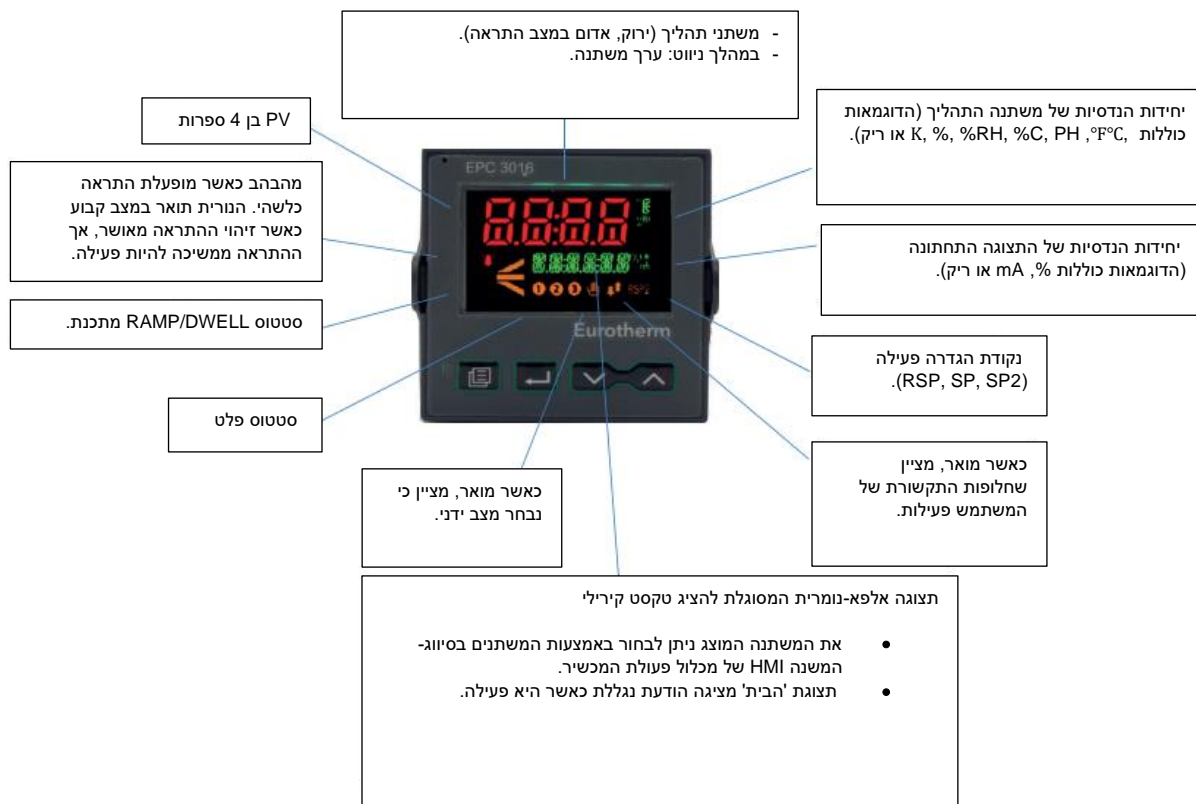 - משתני תהליך (ירוק, אדום במצב התראה).
- במהלך ניווט: ערך משתנה.
PV בן 4 ספרות
יחידות הנדסיות של משתנה התהליך (הדוגמאות
כוללות K, %, %RH, %C, PH ,°F°C, או ריק).
מהבהב כאשר מופעלת התראה
כלשהי. הנורית תואר במצב קבוע
כאשר זיהוי ההתראה מאושר, אך
ההתראה ממשיכה להיות פעילה.
יחידות הנדסיות של התצוגה התחתונה
(הדוגמאות כוללות %, mA או ריק).
סטטוס RAMP/DWELL מתכנת.
נקודת הגדרה פעילה
(RSP, SP, SP2).
סטטוס פלט
כאשר מואר, מציין
שחלופות התקשורת של
המשתמש פעילות.
כאשר מואר, מציין כי
נבחר מצב ידני.
EPC 3016
88:88
1 2 3
Eurotherm
תצוגה אלפא-נומרית המסוגלת להציג טקסט קירילי
● את המשתנה המוצג ניתן לבחור באמצעות המשתנים בסיווג-
המשנה HMI של מכלול פעולת המכשיר.
● תצוגת 'הבית' מציגה הודעת נגללת כאשר היא פעילה.